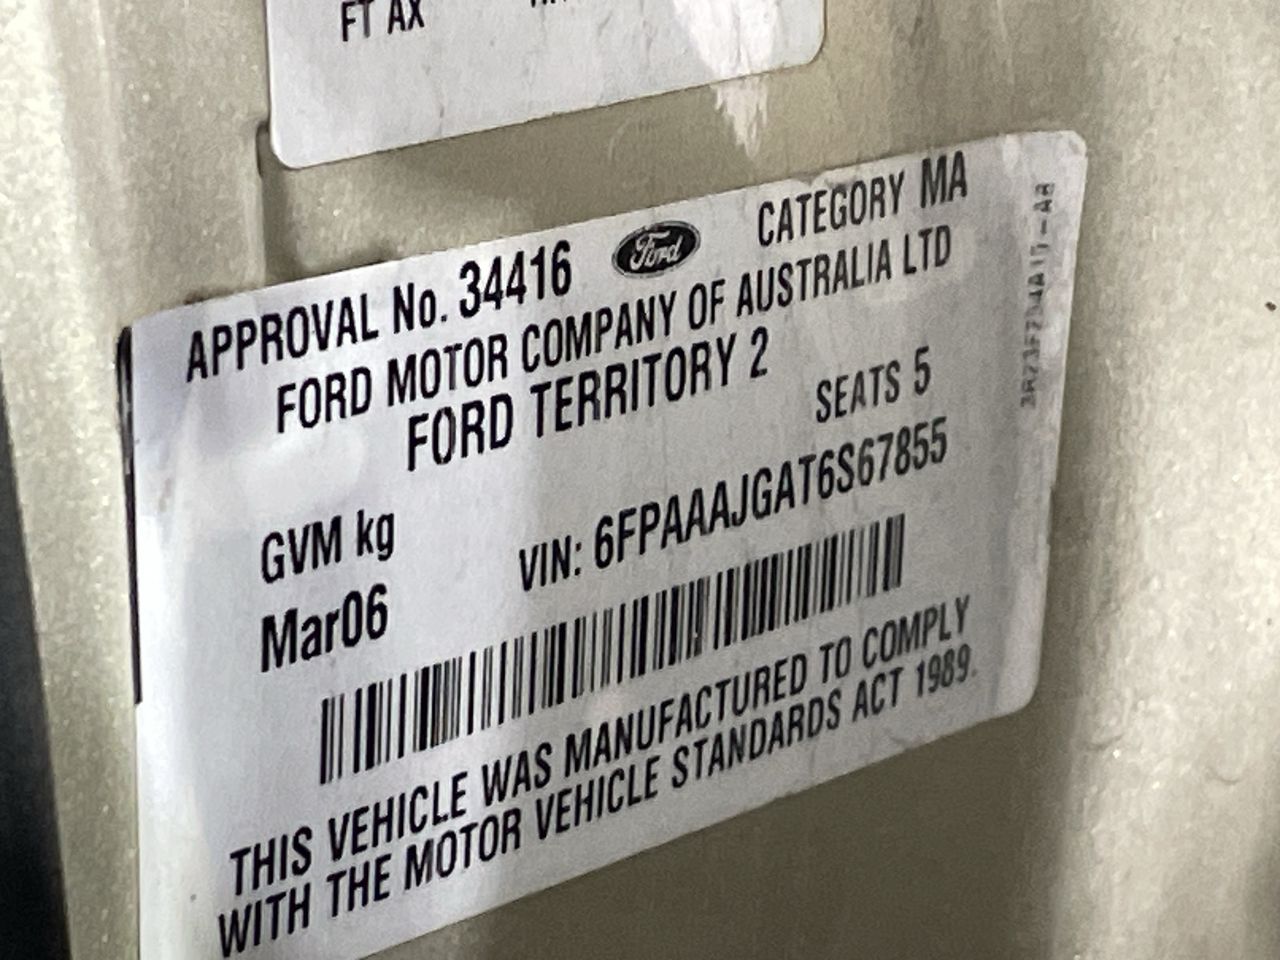 FT AX
APPROVAL No. 34416 Ford CATEGORY MA
FORD MOTOR COMPANY OF AUSTRALIA LTD
FORD TERRITORY 2
SEATS 5
GVM kg
VIN: 6FPAAAJGAT6S67855
Mar06
THIS VEHICLE WAS MANUFACTURED TO COMPLY
WITH THE MOTOR VEHICLE STANDARDS ACT 1989.